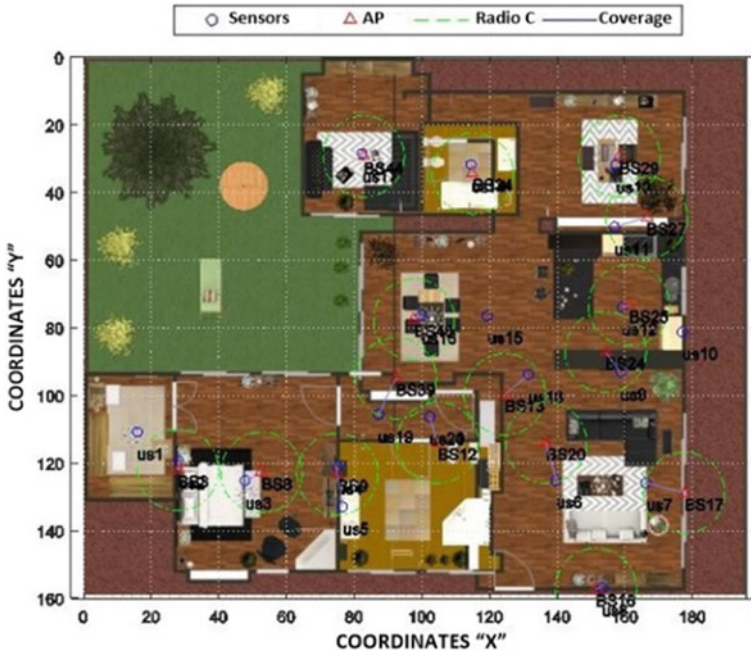 Sensors AP Radio C Coverage
0
20
40
60
80
100
120
140
160
0 20 40 60 80 100 120 140 160 180
COORDINATES "Y"
COORDINATES "X"
BS29
BS27
us11
BS25
us12
us10
BS24
us9
us15
BS39
BS13
us19
BS12
BS20
us1
BS8
us3
BS9
us5
us6
us7
BS17
BS16